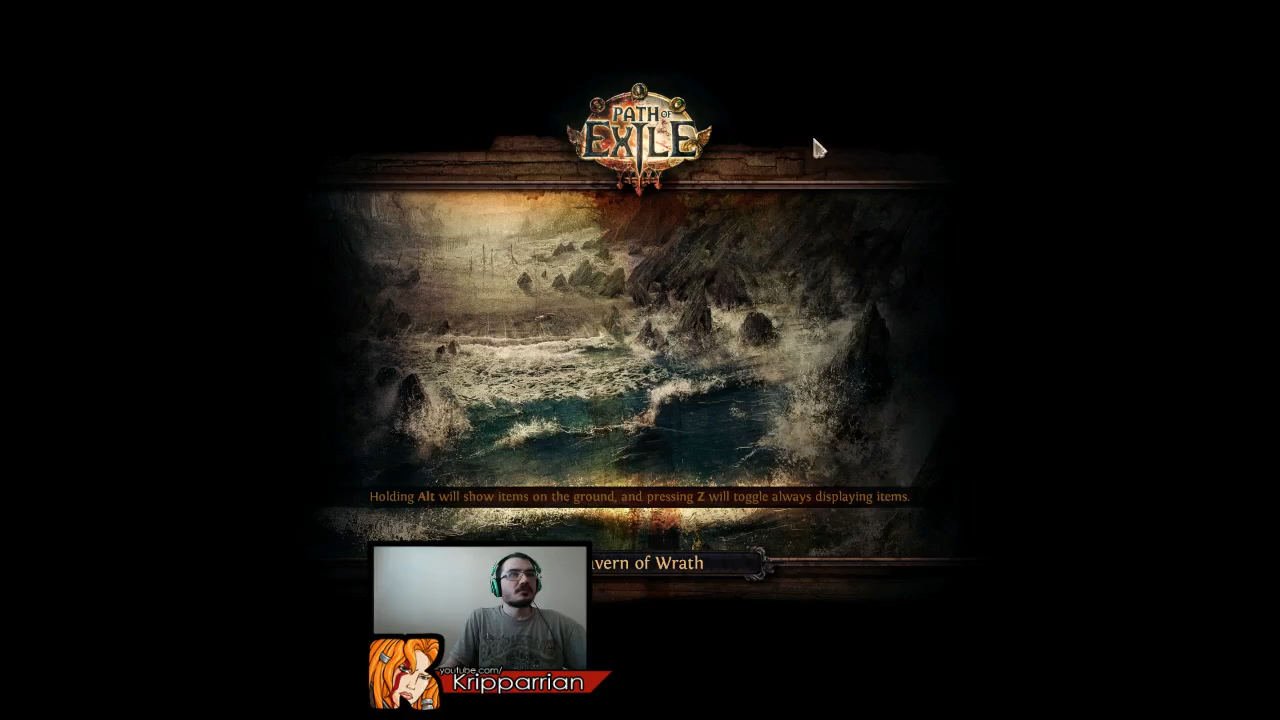 PATH OF
EXILE
Holding Alt will show items on the ground, and pressing Z will toggle always displaying items.
avern of Wrath
youtube.com/
Kripparrian